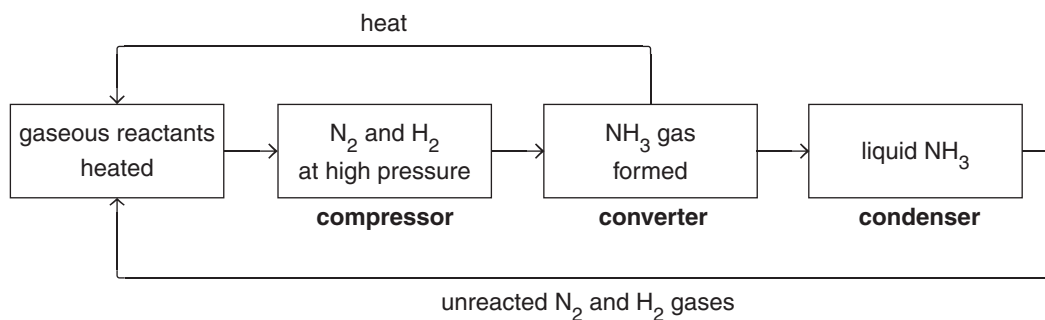 heat
gaseous reactants
heated
N₂ and H₂
at high pressure
compressor
NH₃ gas
formed
converter
liquid NH₃
condenser
unreacted N₂ and H₂ gases